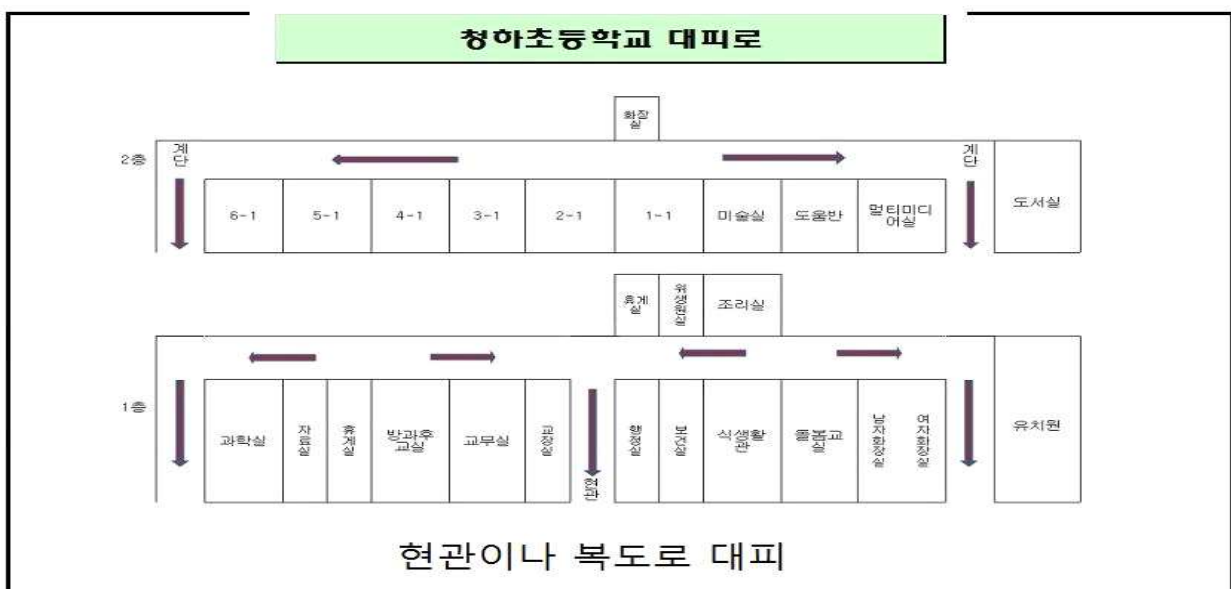 청하초등학교 대피로
화장
실
2층
계
단
6-1
5-1
4-1
3-1
2-1
1-1
미술실
도움반
멀티미디
어실
계
단
도서실
휴게
실
위
생
원
실
조리실
1층
과학실
자
료
실
휴
게
실
방과후
교실
교무실
교
장
실
현
관
행
정
실
보
건
실
식생활
관
돌봄교
실
남
자
화
장
실
여
자
화
장
실
유치원
현관이나 복도로 대피